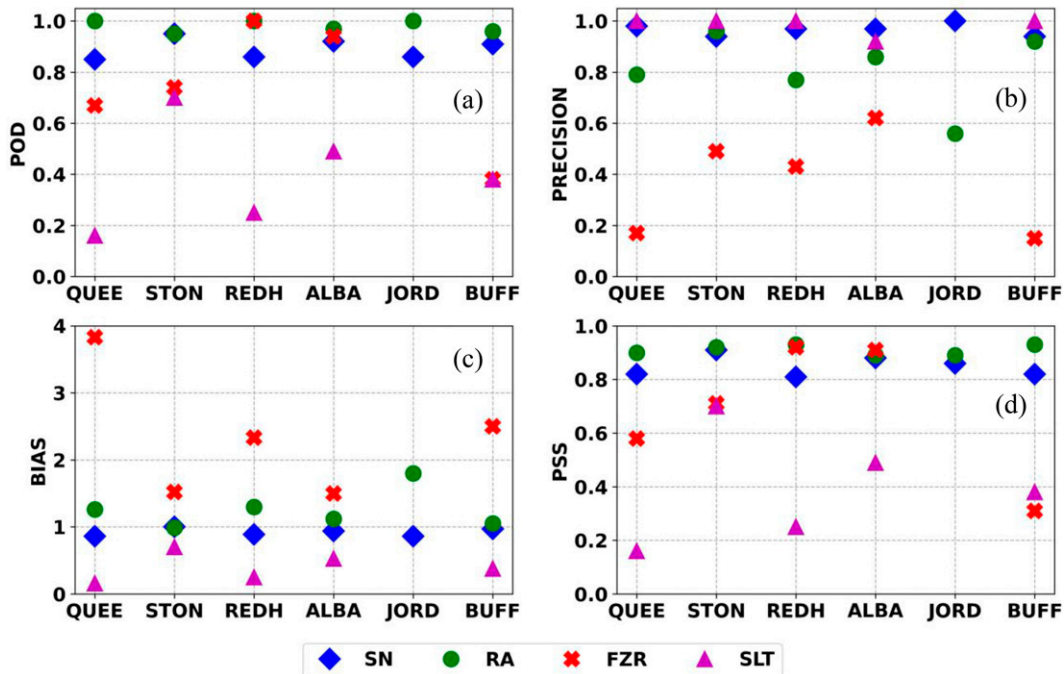 1.0
0.8
0.6
0.4
0.2
0.0
POD
(a)
QUEE STON REDH ALBA JORD BUFF
1.0
0.8
0.6
0.4
0.2
0.0
PRECISION
(b)
QUEE STON REDH ALBA JORD BUFF
4
3
2
1
0
BIAS
(c)
QUEE STON REDH ALBA JORD BUFF
1.0
0.8
0.6
0.4
0.2
0.0
PSS
(d)
QUEE STON REDH ALBA JORD BUFF
SN RA FZR SLT